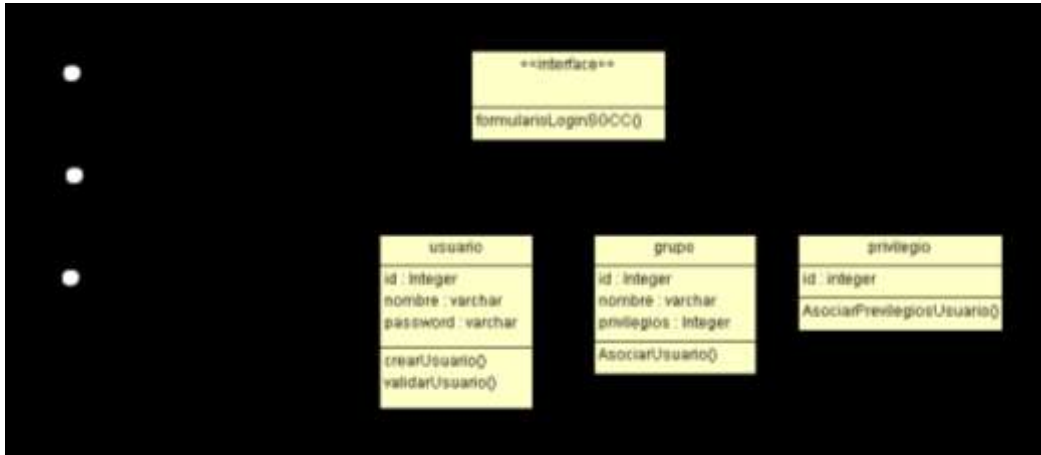 <<interface>>
formularisLoginSOCC()
usuario
id : Integer
nombre : varchar
password : varchar
crearUsuario()
validarUsuario()
grupo
id : Integer
nombre : varchar
privilegios : Integer
AsociarUsuario()
privilegio
id : integer
AsociarPrevilegiosUsuario()